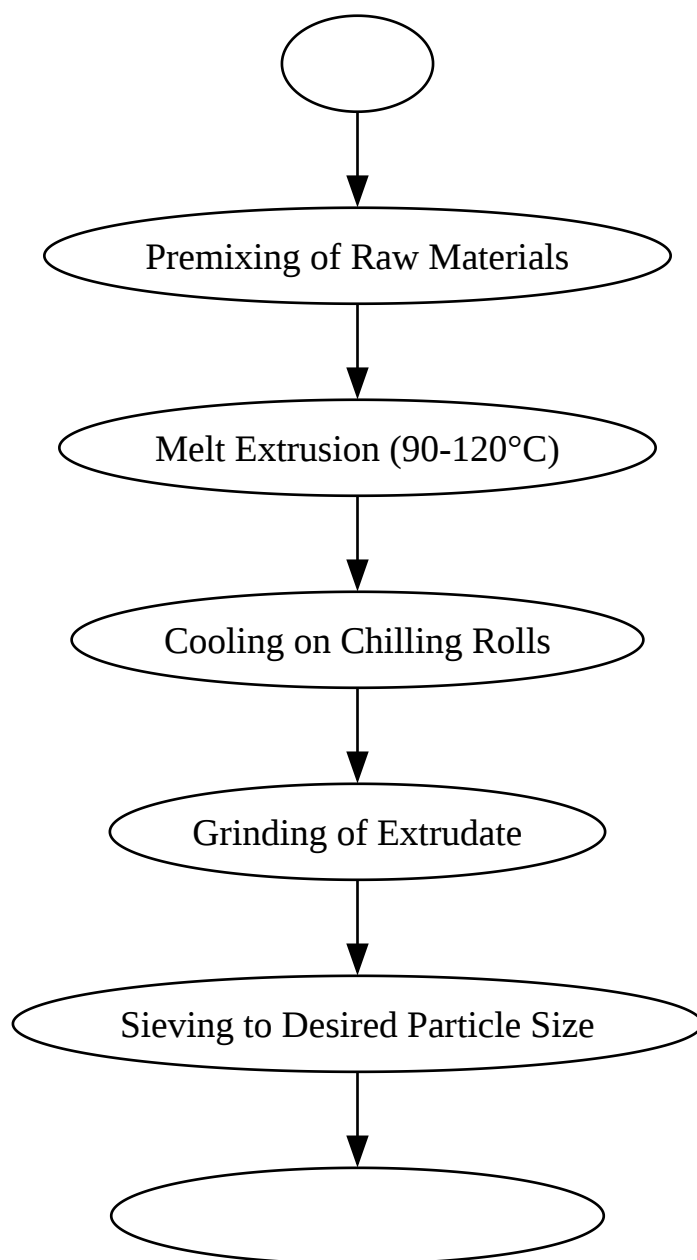 Premixing of Raw Materials
Melt Extrusion (90-120°C)
Cooling on Chilling Rolls
Grinding of Extrudate
Sieving to Desired Particle Size